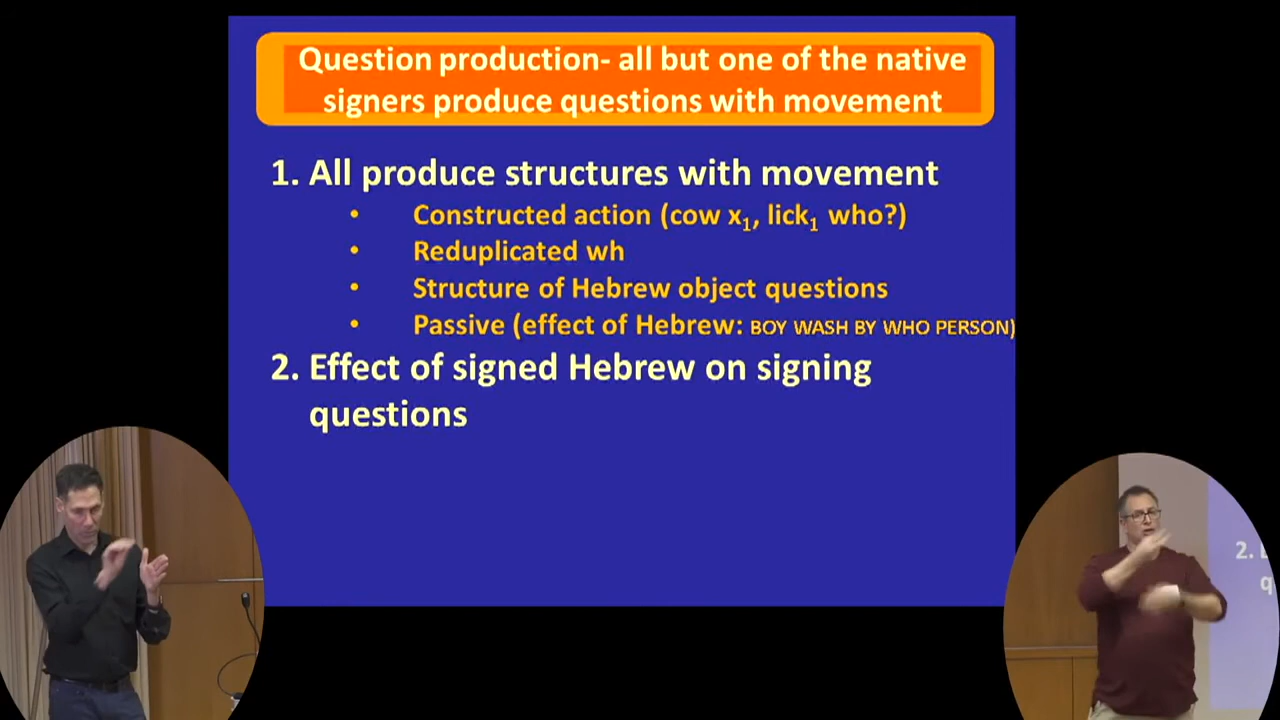 Question production- all but one of the native
signers produce questions with movement
1. All produce structures with movement
• Constructed action (cow x₁, lick₁ who?)
• Reduplicated wh
• Structure of Hebrew object questions
• Passive (effect of Hebrew: BOY WASH BY WHO PERSON)
2. Effect of signed Hebrew on signing
questions
2.
q